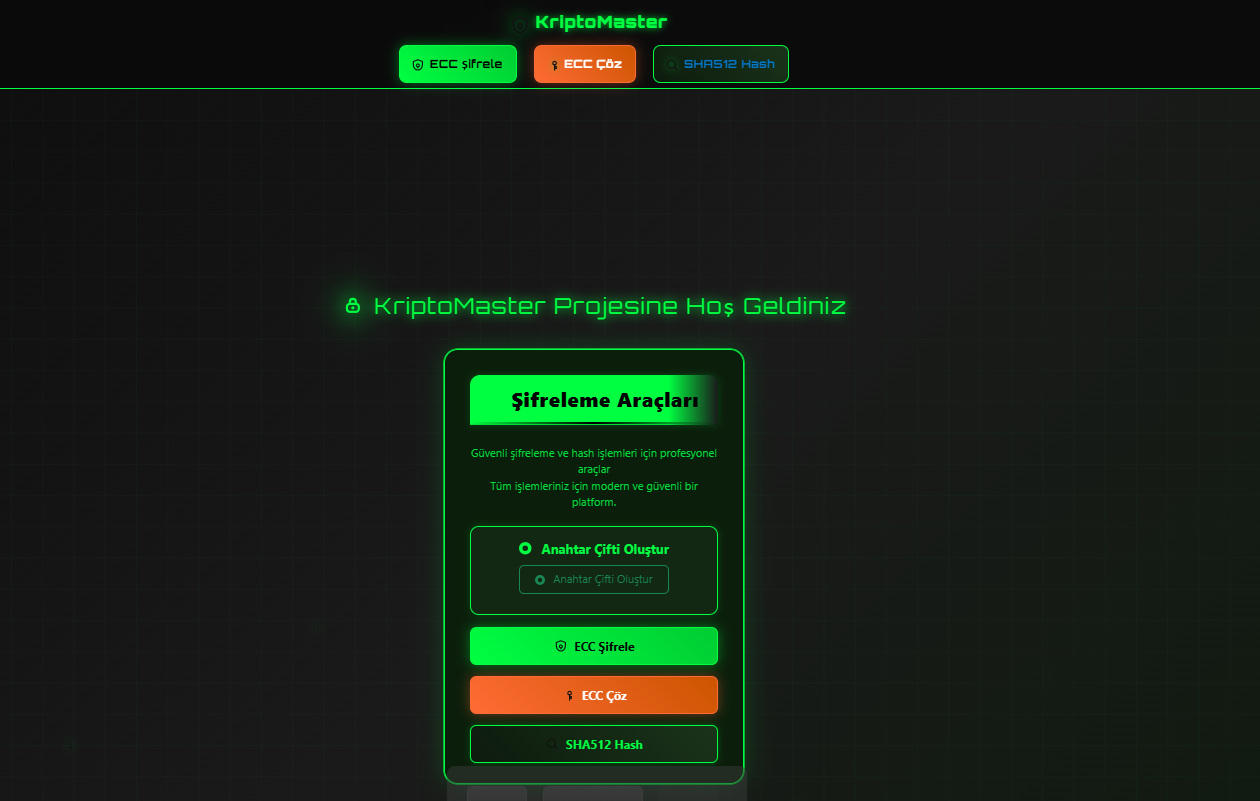 KriptoMaster
ECC Şifrele
ECC Çöz
SHA512 Hash
KriptoMaster Projesine Hoş Geldiniz
Şifreleme Araçları
Güvenli şifreleme ve hash işlemleri için profesyonel
araçlar
Tüm işlemleriniz için modern ve güvenli bir
platform.
Anahtar Çifti Oluştur
Anahtar Çifti Oluştur
ECC Şifrele
ECC Çöz
SHA512 Hash